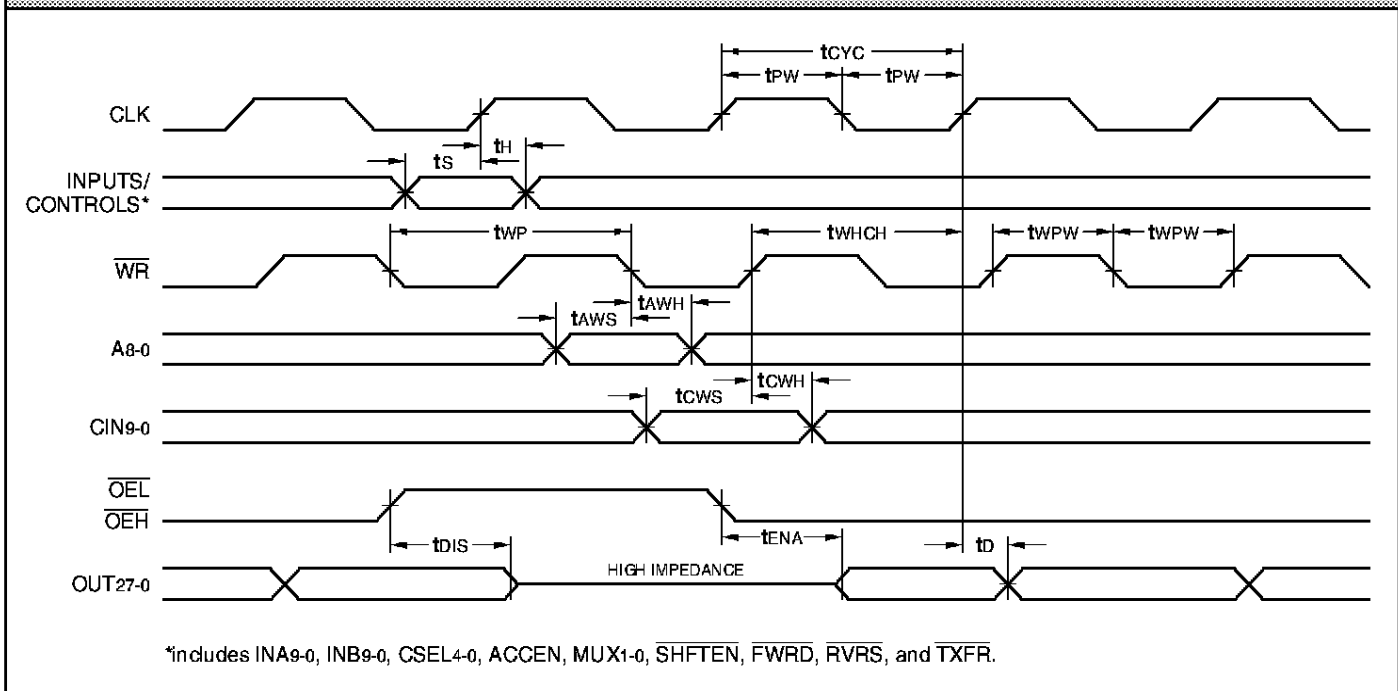 tCYC
tPW tPW
CLK
tS tH
INPUTS/
CONTROLS*
tWP tWHCH tWPW tWPW
WR
tAWH
tAWS
A8-0
tCWH
tCWS
CIN9-0
OEL
OEH
tDIS tENA tD
HIGH IMPEDANCE
OUT27-0
*includes INA9-0, INB9-0, CSEL4-0, ACCEN, MUX1-0, SHFTEN, FWRD, RVRS, and TXFR.